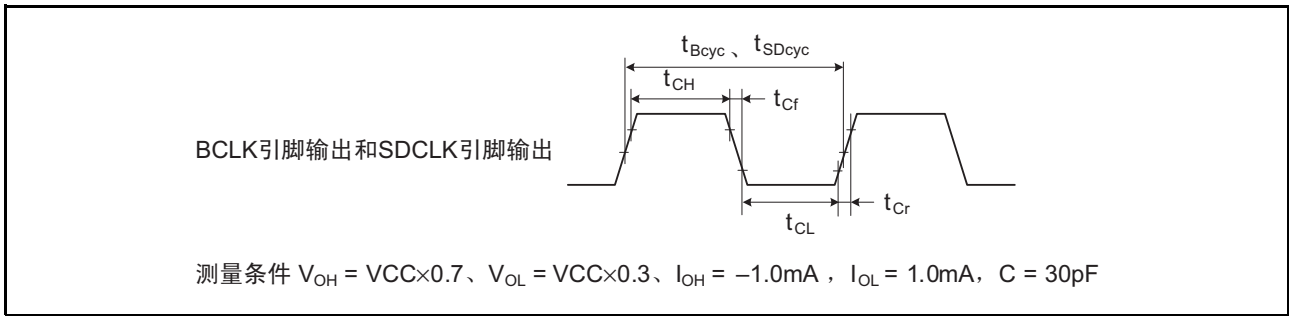 tBcyc 、tSDcyc
tCH
tCf
BCLK引脚输出和SDCLK引脚输出
tCr
tCL
测量条件 VOH = VCC×0.7、VOL = VCC×0.3、IOH = –1.0mA ，IOL = 1.0mA，C = 30pF